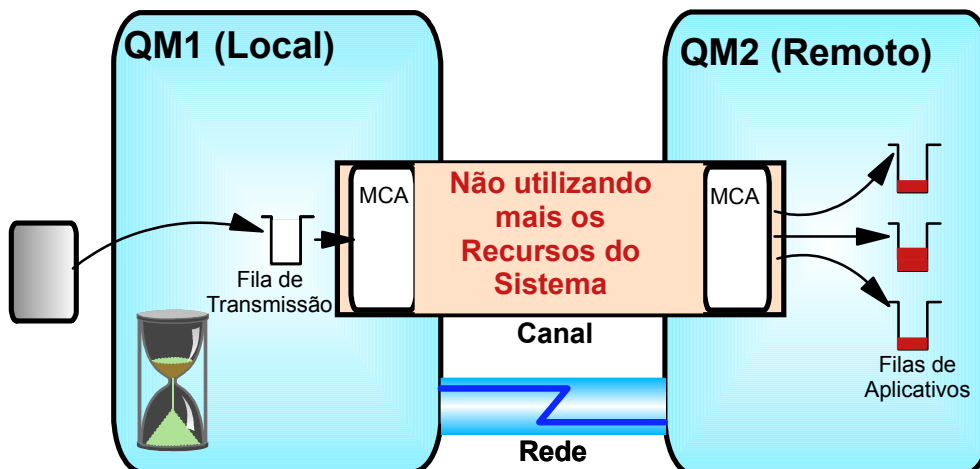 QM1 (Local)
QM2 (Remoto)
MCA
Não utilizando
mais os
Recursos do
Sistema
MCA
Fila de
Transmissão
Canal
Filas de
Aplicativos
Rede